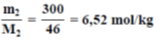 m₂/M₂ = 300/46 = 6,52 mol/kg